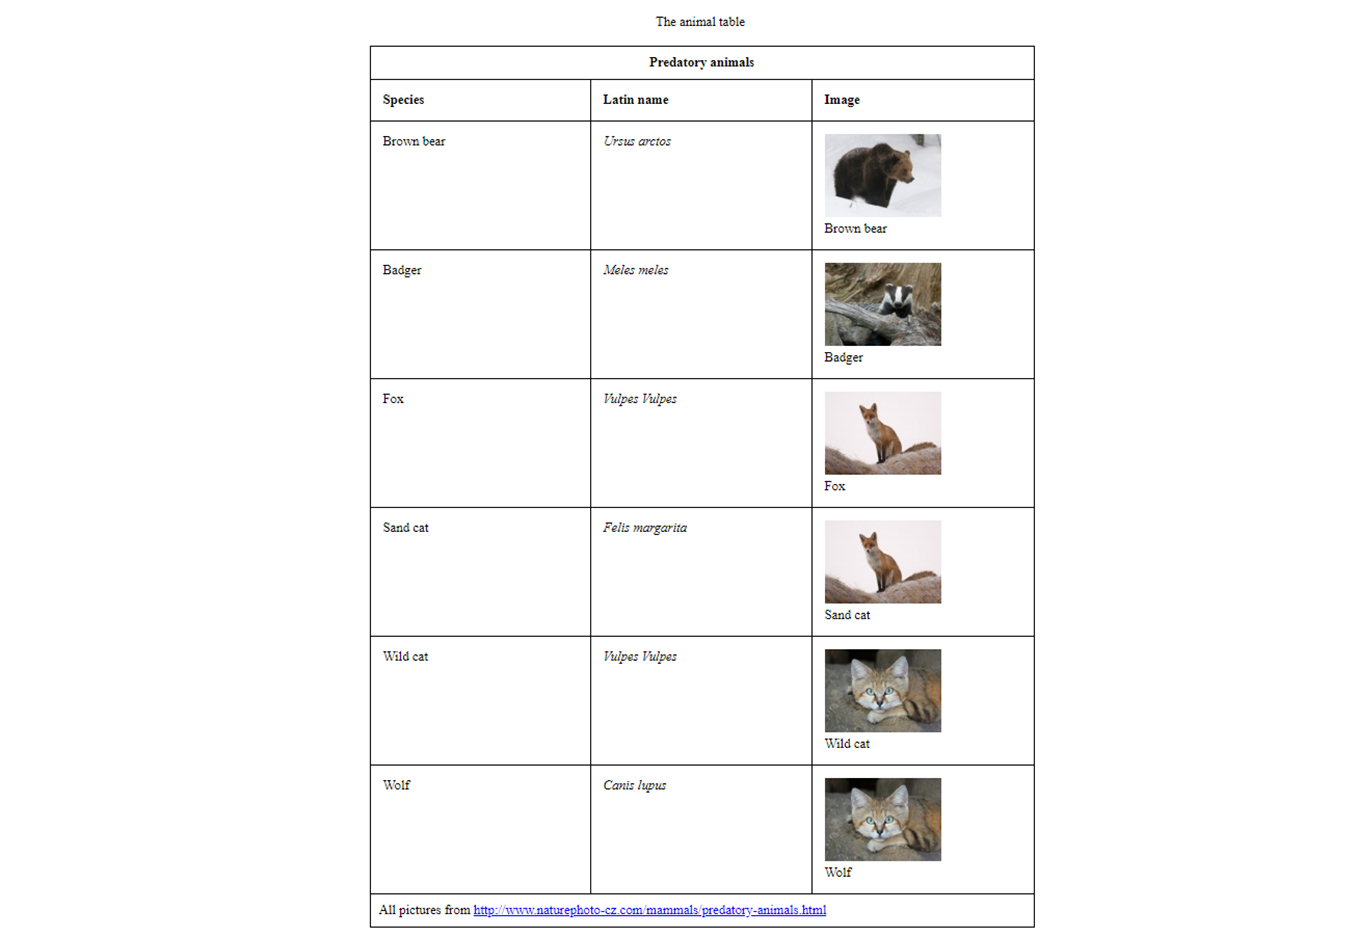 The animal table
Predatory animals
Species Latin name Image
Brown bear Ursus arctos
Brown bear
Badger Meles meles
Badger
Fox Vulpes Vulpes
Fox
Sand cat Felis margarita
Sand cat
Wild cat Vulpes Vulpes
Wild cat
Wolf Canis lupus
Wolf
All pictures from http://www.naturephoto-cz.com/mammals/predatory-animals.html